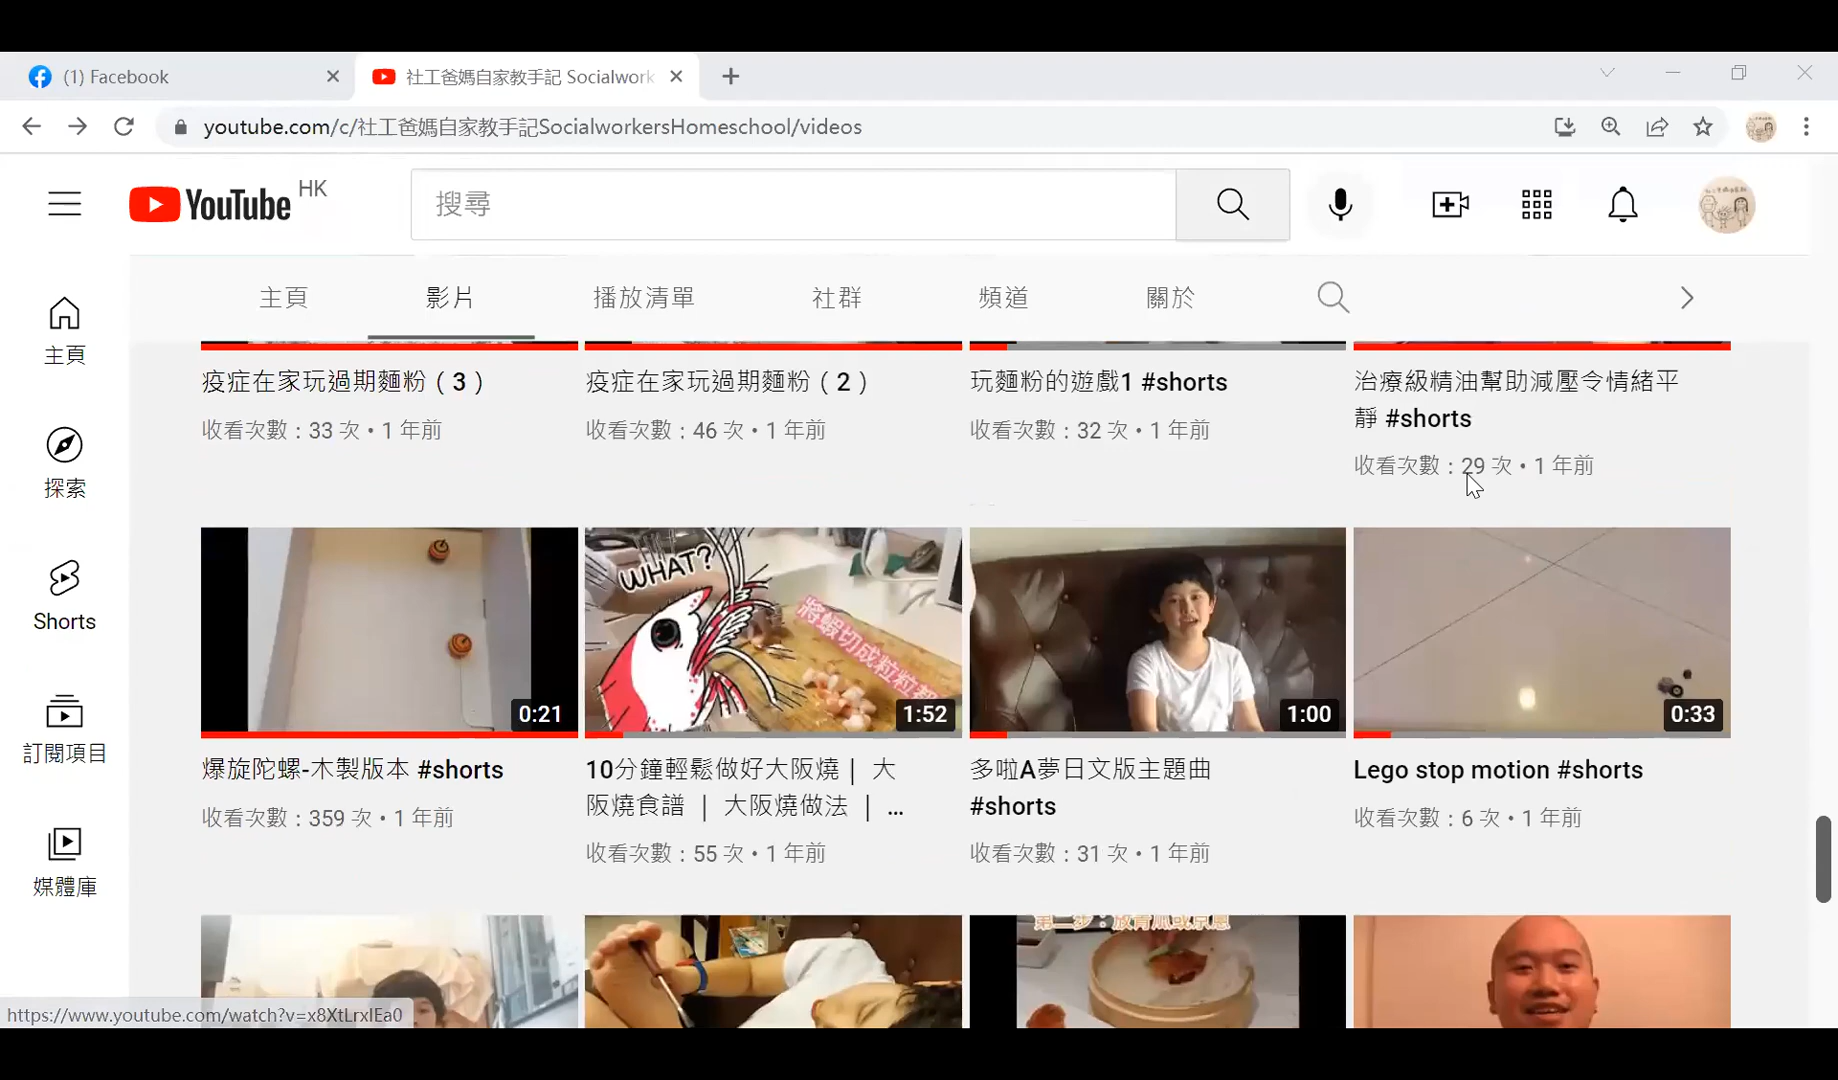 (1) Facebook
社工爸媽自家教手記 Socialwork
youtube.com/c/社工爸媽自家教手記SocialworkersHomeschool/videos
YouTube HK
搜尋
主頁 影片 播放清單 社群 頻道 關於
主頁
探索
Shorts
訂閱項目
媒體庫
疫症在家玩過期麵粉（3）
收看次數：33 次 • 1 年前
疫症在家玩過期麵粉（2）
收看次數：46 次 • 1 年前
玩麵粉的遊戲1 #shorts
收看次數：32 次 • 1 年前
治療級精油幫助減壓令情緒平
靜 #shorts
收看次數：29 次 • 1 年前
0:21
爆旋陀螺-木製版本 #shorts
收看次數：359 次 • 1 年前
WHAT?
將蝦切成粒粒
1:52
10分鐘輕鬆做好大阪燒｜ 大
阪燒食譜 ｜ 大阪燒做法 ｜ ...
收看次數：55 次 • 1 年前
1:00
多啦A夢日文版主題曲
#shorts
收看次數：31 次 • 1 年前
0:33
Lego stop motion #shorts
收看次數：6 次 • 1 年前
https://www.youtube.com/watch?v=x8XtLrxlEa0